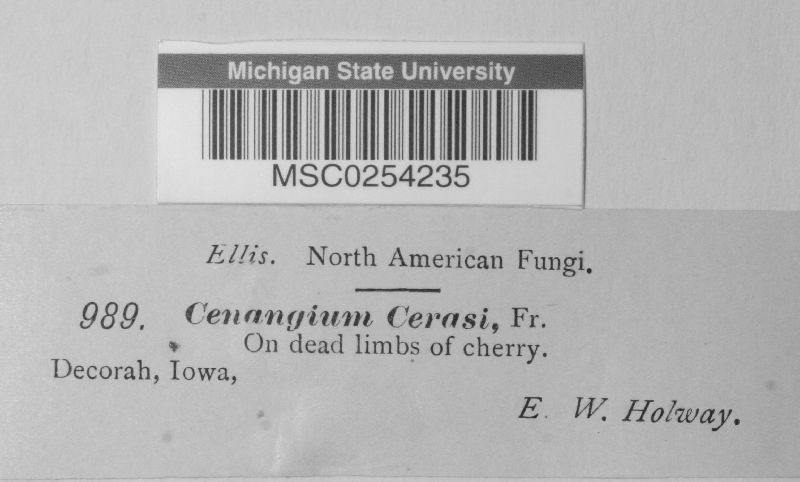 Michigan State University
MSC0254235
Ellis. North American Fungi.
989. Cenangium Cerasi, Fr.
On dead limbs of cherry.
Decorah, Iowa,
E. W. Holway.